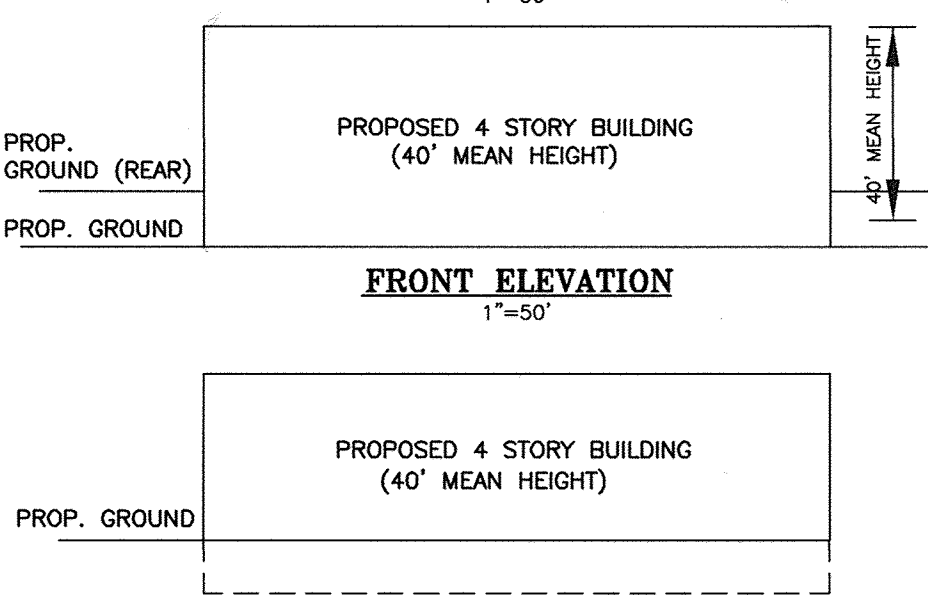 PROPOSED 4 STORY BUILDING
(40' MEAN HEIGHT)
40' MEAN HEIGHT
PROP.
GROUND (REAR)
PROP. GROUND
FRONT ELEVATION
1"=50'
PROPOSED 4 STORY BUILDING
(40' MEAN HEIGHT)
PROP. GROUND